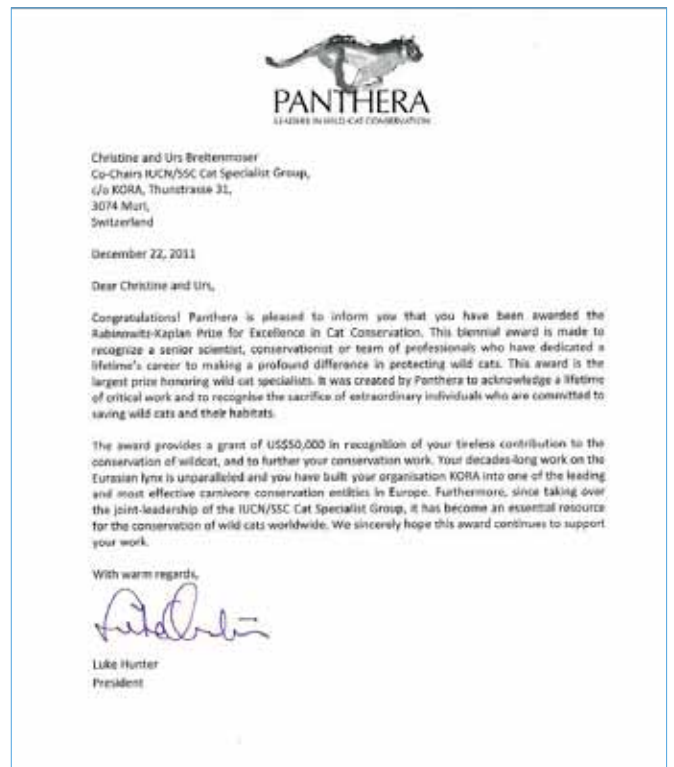 PANTHERA
LEADERS IN WILD CAT CONSERVATION
Christine and Urs Breitenmoser
Co-Chairs IUCN/SSC Cat Specialist Group,
c/o KORA, Thunstrasse 31,
3074 Muri,
Switzerland
December 22, 2011
Dear Christine and Urs,
Congratulations! Panthera is pleased to inform you that you have been awarded the
Rabinowitz-Kaplan Prize for Excellence in Cat Conservation. This biennial award is made to
recognize a senior scientist, conservationist or team of professionals who have dedicated a
lifetime's career to making a profound difference in protecting wild cats. This award is the
largest prize honoring wild cat specialists. It was created by Panthera to acknowledge a lifetime
of critical work and to recognise the sacrifice of extraordinary individuals who are committed to
saving wild cats and their habitats.
The award provides a grant of US$50,000 in recognition of your tireless contribution to the
conservation of wildcat, and to further your conservation work. Your decades-long work on the
Eurasian lynx is unparalleled and you have built your organisation KORA into one of the leading
and most effective carnivore conservation entities in Europe. Furthermore, since taking over
the joint-leadership of the IUCN/SSC Cat Specialist Group, it has become an essential resource
for the conservation of wild cats worldwide. We sincerely hope this award continues to support
your work.
With warm regards,
Luke Hunter
President